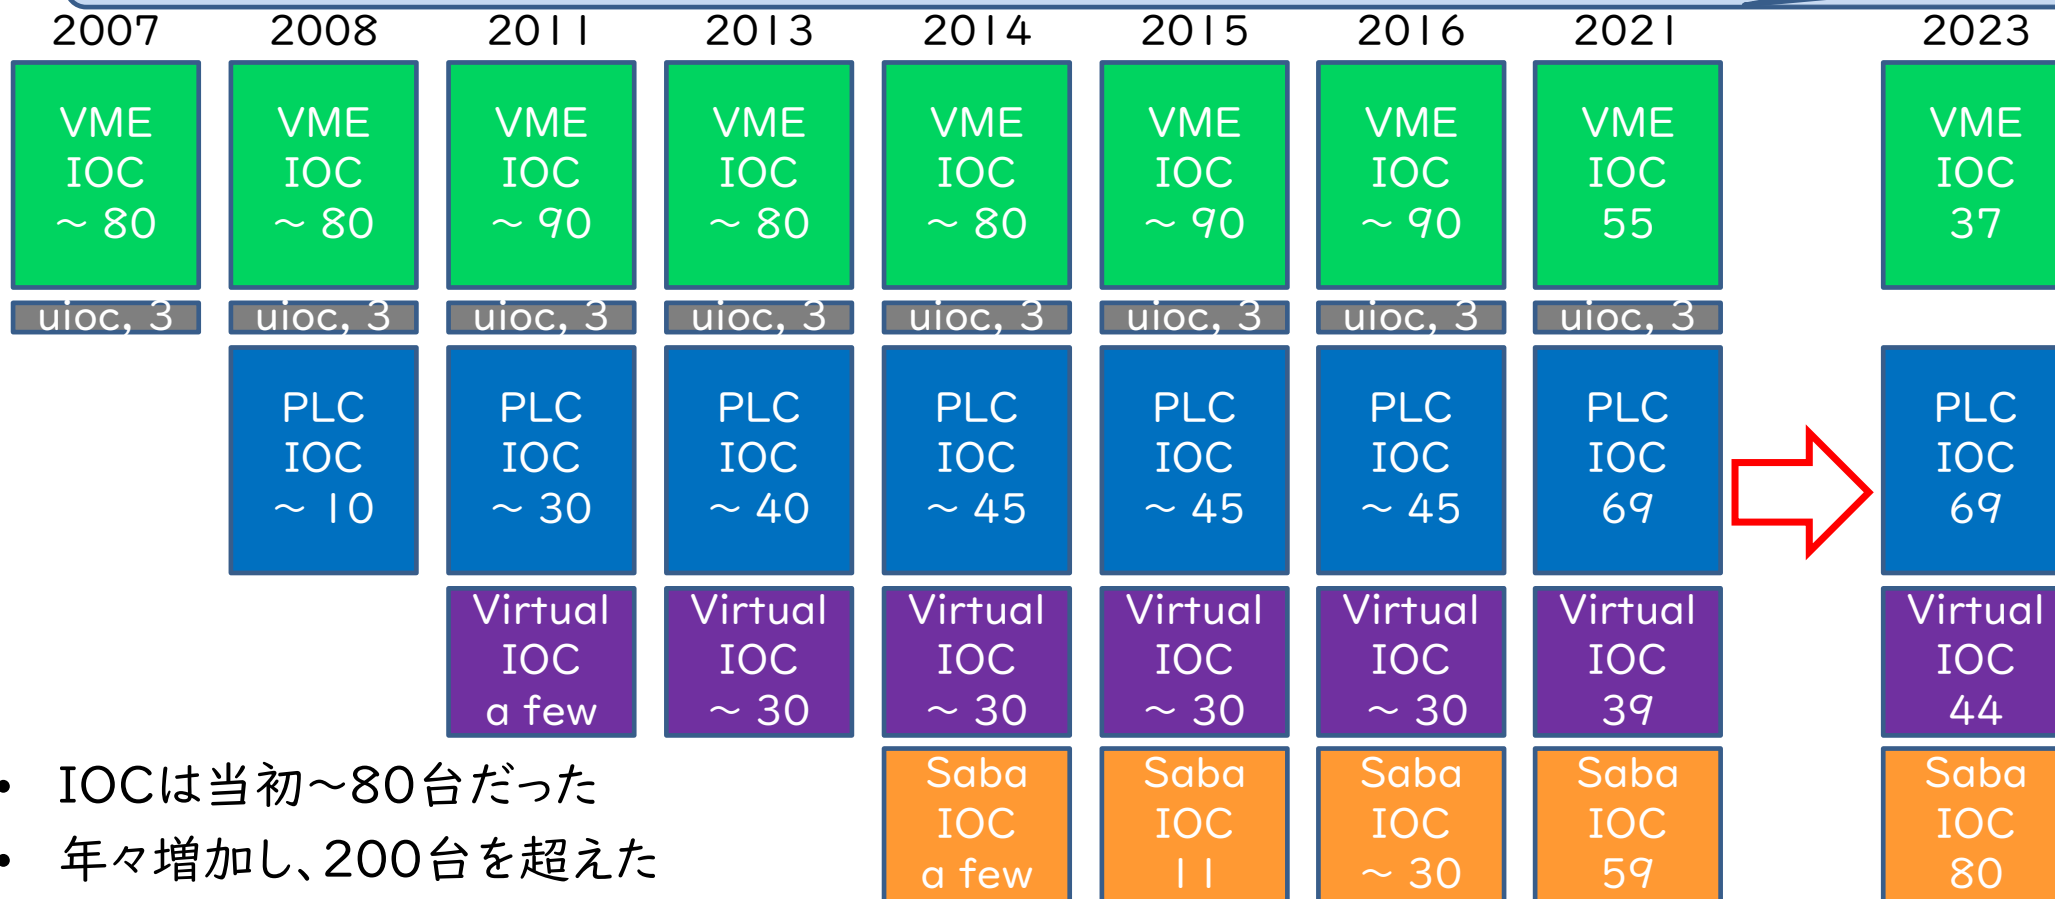 2007 2008 2011 2013 2014 2015 2016 2021 2023
VME VME VME VME VME VME VME VME VME
IOC IOC IOC IOC IOC IOC IOC IOC IOC
～80 ～80 ～90 ～80 ～80 ～90 ～90 55 37
uioc, 3 uioc, 3 uioc, 3 uioc, 3 uioc, 3 uioc, 3 uioc, 3 uioc, 3
PLC PLC PLC PLC PLC PLC PLC PLC
IOC IOC IOC IOC IOC IOC IOC IOC
～10 ～30 ～40 ～45 ～45 ～45 69 69
Virtual Virtual Virtual Virtual Virtual Virtual Virtual
IOC IOC IOC IOC IOC IOC IOC
a few ～30 ～30 ～30 ～30 39 44
Saba Saba Saba Saba Saba
IOC IOC IOC IOC IOC
a few 11 ～30 59 80
• IOCは当初～80台だった
• 年々増加し、200台を超えた